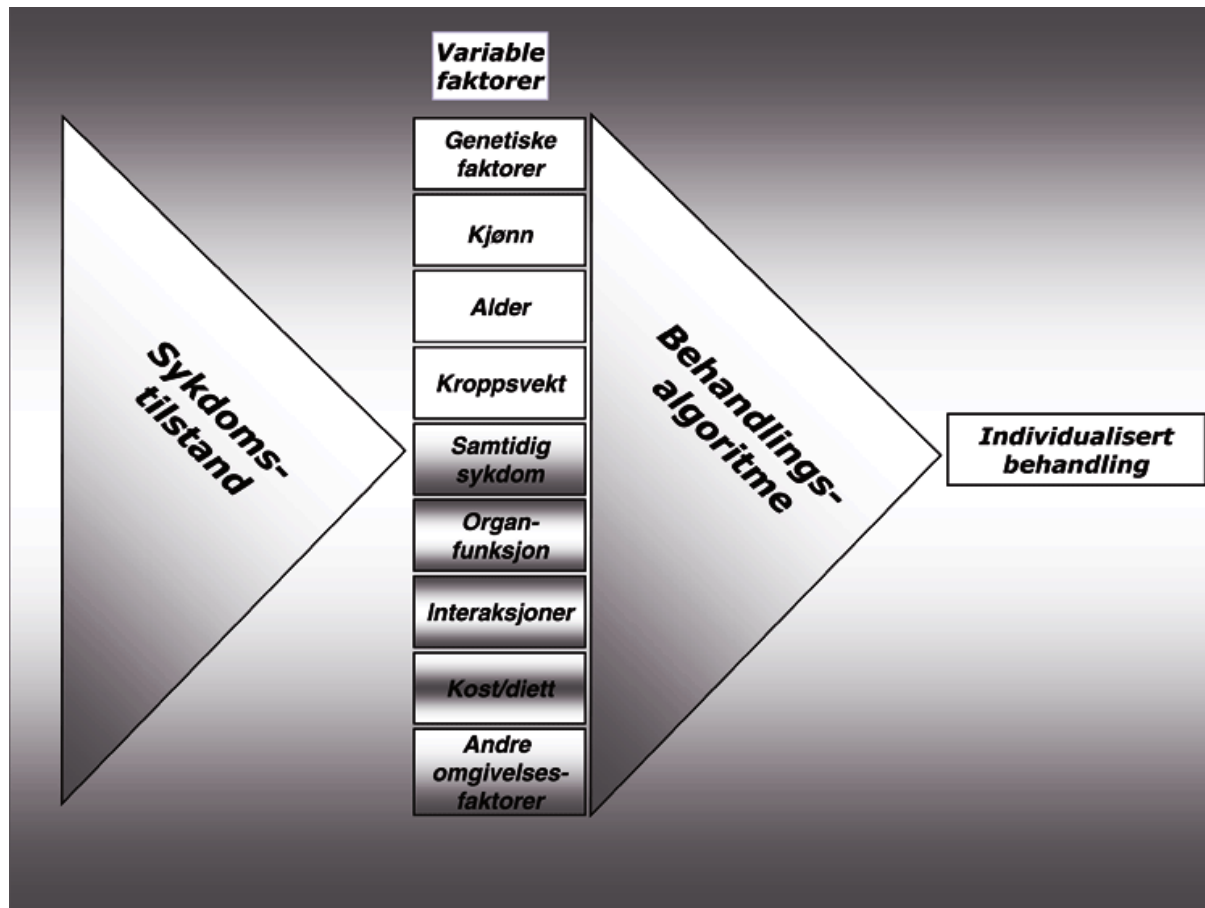 Variable
faktorer
Sykdoms-
tilstand
Genetiske
faktorer
Kjønn
Alder
Kroppsvekt
Samtidig
sykdom
Organ-
funksjon
Interaksjoner
Kost/diett
Andre
omgivelses-
faktorer
Behandlings-
algoritme
Individualisert
behandling